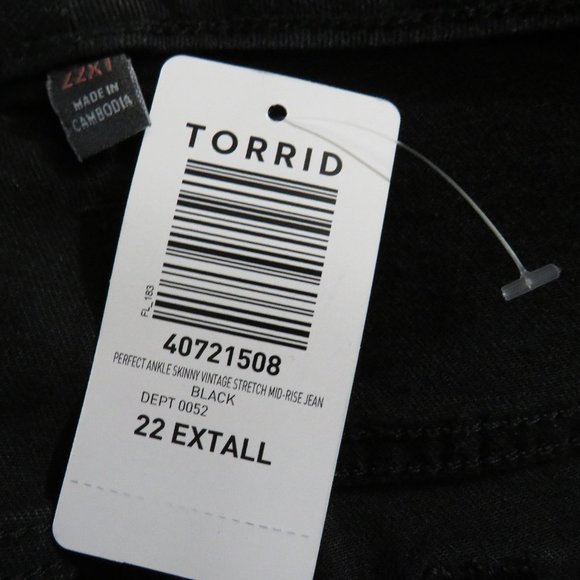 22XT
MADE IN
CAMBODIA
TORRID
FL_183
40721508
PERFECT ANKLE SKINNY VINTAGE STRETCH MID-RISE JEAN
BLACK
DEPT 0052
22 EXTALL